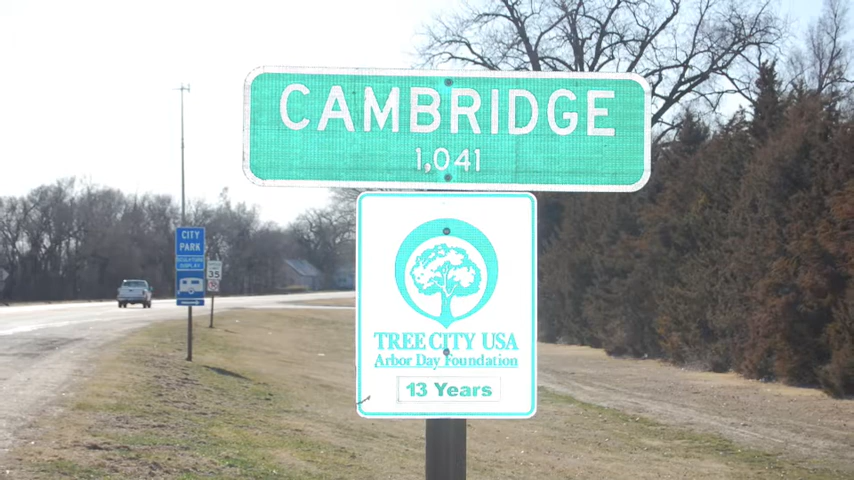 CAMBRIDGE
1,041
TREE CITY USA
Arbor Day Foundation
13 Years
CITY
PARK
35